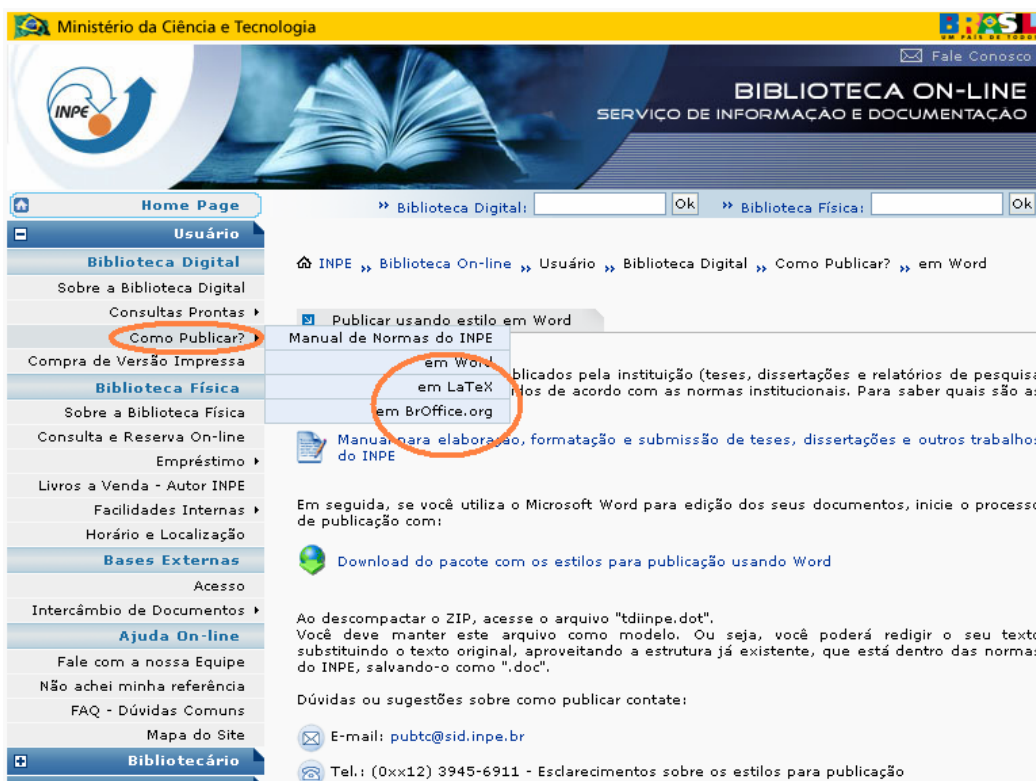 Ministério da Ciência e Tecnologia
BRASIL
UM PAÍS DE TODOS
Fale Conosco
INPE
BIBLIOTECA ON-LINE
SERVIÇO DE INFORMAÇÃO E DOCUMENTAÇÃO
Home Page
Biblioteca Digital: Ok
Biblioteca Física: Ok
Usuário
Biblioteca Digital
Sobre a Biblioteca Digital
Consultas Prontas
Como Publicar?
Compra de Versão Impressa
Biblioteca Física
Sobre a Biblioteca Física
Consulta e Reserva On-line
Empréstimo
Livros a Venda - Autor INPE
Facilidades Internas
Horário e Localização
Bases Externas
Acesso
Intercâmbio de Documentos
Ajuda On-line
Fale com a nossa Equipe
Não achei minha referência
FAQ - Dúvidas Comuns
Mapa do Site
Bibliotecário
Manual de Normas do INPE
em Word
em LaTeX
em BrOffice.org
INPE ,, Biblioteca On-line ,, Usuário ,, Biblioteca Digital ,, Como Publicar? ,, em Word
Publicar usando estilo em Word
blicados pela instituição (teses, dissertações e relatórios de pesquisa
dos de acordo com as normas institucionais. Para saber quais são as
Manual para elaboração, formatação e submissão de teses, dissertações e outros trabalhos
do INPE
Em seguida, se você utiliza o Microsoft Word para edição dos seus documentos, inicie o processo
de publicação com:
Download do pacote com os estilos para publicação usando Word
Ao descompactar o ZIP, acesse o arquivo "tdiinpe.dot".
Você deve manter este arquivo como modelo. Ou seja, você poderá redigir o seu texto
substituindo o texto original, aproveitando a estrutura já existente, que está dentro das normas
do INPE, salvando-o como ".doc".
Dúvidas ou sugestões sobre como publicar contate:
E-mail: pubtc@sid.inpe.br
Tel.: (0xx12) 3945-6911 - Esclarecimentos sobre os estilos para publicação